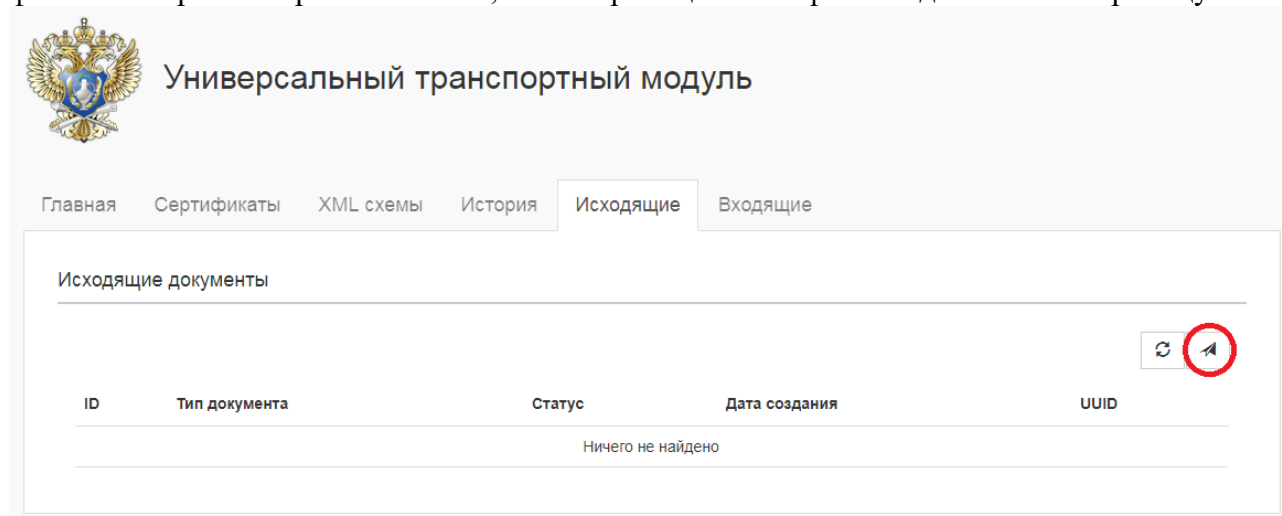 Универсальный транспортный модуль
Главная Сертификаты XML схемы История Исходящие Входящие
Исходящие документы
ID Тип документа Статус Дата создания UUID
Ничего не найдено